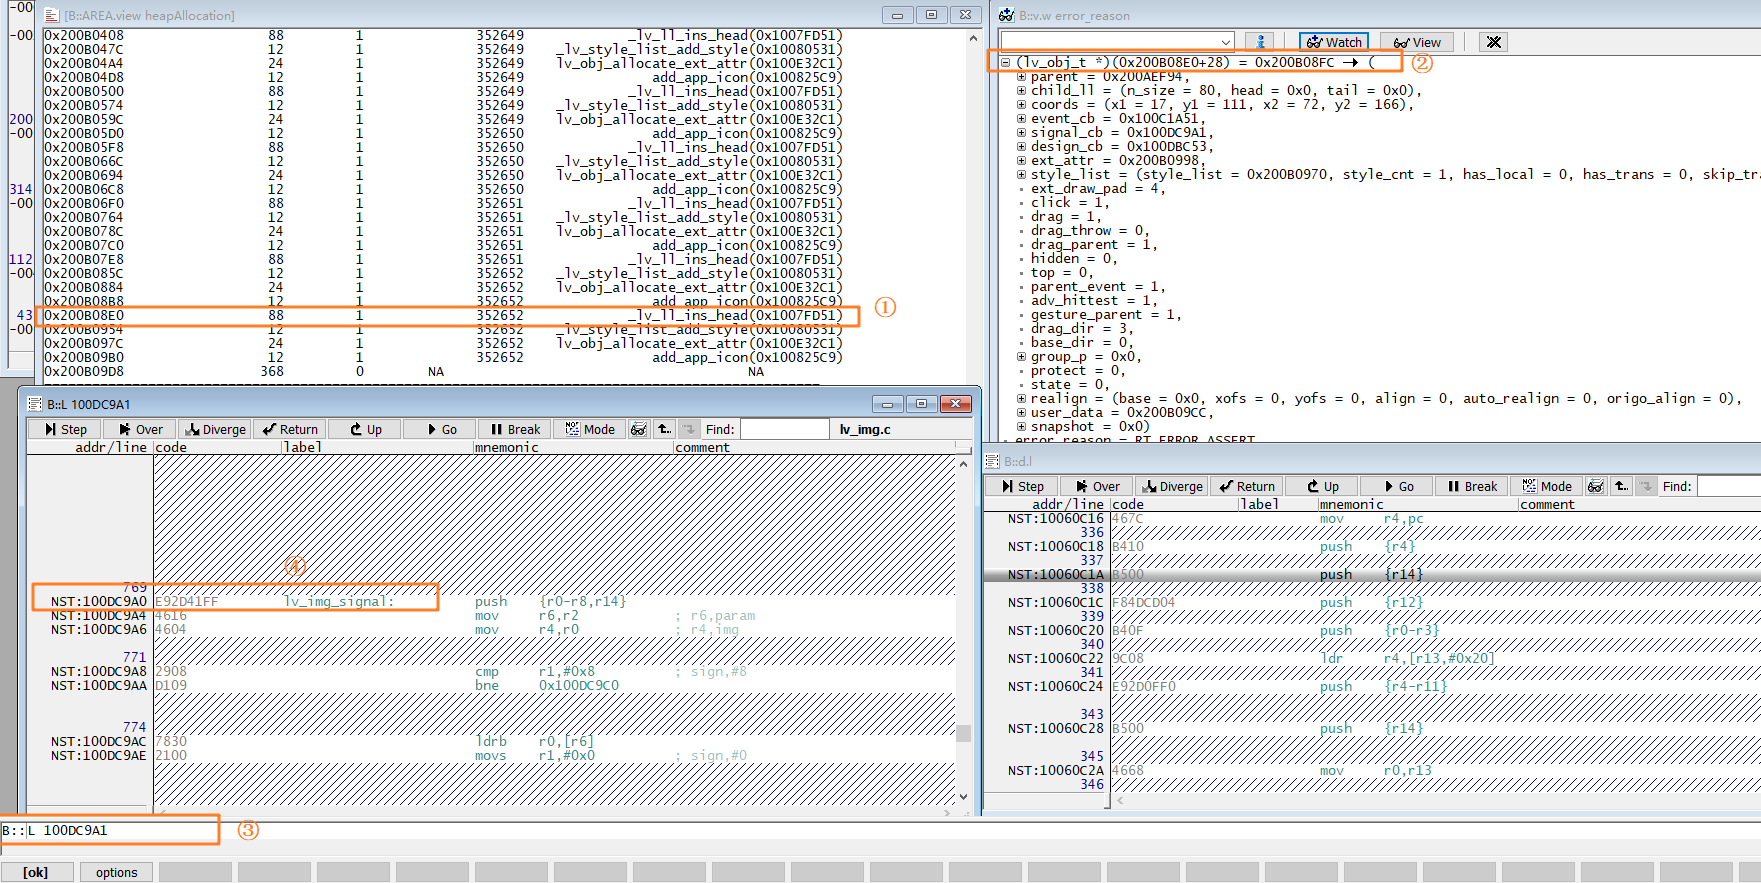 -00
-00
200
-00
314
-00
112
-00
43
-00
[B::AREA.view heapAllocation]
0x200B0408 88 1 352649 _lv_ll_ins_head(0x1007FD51)
0x200B047C 12 1 352649 _lv_style_list_add_style(0x10080531)
0x200B04A4 24 1 352649 lv_obj_allocate_ext_attr(0x100E32C1)
0x200B04D8 12 1 352649 add_app_icon(0x100825C9)
0x200B0500 88 1 352649 _lv_ll_ins_head(0x1007FD51)
0x200B0574 12 1 352649 _lv_style_list_add_style(0x10080531)
0x200B059C 24 1 352649 lv_obj_allocate_ext_attr(0x100E32C1)
0x200B05D0 12 1 352650 add_app_icon(0x100825C9)
0x200B05F8 88 1 352650 _lv_ll_ins_head(0x1007FD51)
0x200B066C 12 1 352650 _lv_style_list_add_style(0x10080531)
0x200B0694 24 1 352650 lv_obj_allocate_ext_attr(0x100E32C1)
0x200B06C8 12 1 352650 add_app_icon(0x100825C9)
0x200B06F0 88 1 352651 _lv_ll_ins_head(0x1007FD51)
0x200B0764 12 1 352651 _lv_style_list_add_style(0x10080531)
0x200B078C 24 1 352651 lv_obj_allocate_ext_attr(0x100E32C1)
0x200B07C0 12 1 352651 add_app_icon(0x100825C9)
0x200B07E8 88 1 352651 _lv_ll_ins_head(0x1007FD51)
0x200B085C 12 1 352652 _lv_style_list_add_style(0x10080531)
0x200B0884 24 1 352652 lv_obj_allocate_ext_attr(0x100E32C1)
0x200B08B8 12 1 352652 add_app_icon(0x100825C9)
0x200B08E0 88 1 352652 _lv_ll_ins_head(0x1007FD51) ①
0x200B0954 12 1 352652 _lv_style_list_add_style(0x10080531)
0x200B097C 24 1 352652 lv_obj_allocate_ext_attr(0x100E32C1)
0x200B09B0 12 1 352652 add_app_icon(0x100825C9)
0x200B09D8 368 0 NA NA
B::v.w error_reason
Watch View
(lv_obj_t *)(0x200B08E0+28) = 0x200B08FC → ( ②
parent = 0x200AEF94,
child_ll = (n_size = 80, head = 0x0, tail = 0x0),
coords = (x1 = 17, y1 = 111, x2 = 72, y2 = 166),
event_cb = 0x100C1A51,
signal_cb = 0x100DC9A1,
design_cb = 0x100DBC53,
ext_attr = 0x200B0998,
style_list = (style_list = 0x200B0970, style_cnt = 1, has_local = 0, has_trans = 0, skip_tr
ext_draw_pad = 4,
click = 1,
drag = 1,
drag_throw = 0,
drag_parent = 1,
hidden = 0,
top = 0,
parent_event = 1,
adv_hittest = 1,
gesture_parent = 1,
drag_dir = 3,
base_dir = 0,
group_p = 0x0,
protect = 0,
state = 0,
realign = (base = 0x0, xofs = 0, yofs = 0, align = 0, auto_realign = 0, origo_align = 0),
user_data = 0x200B09CC,
snapshot = 0x0)
error_reason = RT_ERROR_ASSERT
B::L 100DC9A1
Step Over Diverge Return Up Go Break Mode Find: lv_img.c
addr/line code label mnemonic comment
④
769
NST:100DC9A0 E92D41FF lv_img_signal: push {r0-r8,r14}
NST:100DC9A4 4616 mov r6,r2 ; r6,param
NST:100DC9A6 4604 mov r4,r0 ; r4,img
771
NST:100DC9A8 2908 cmp r1,#0x8 ; sign,#8
NST:100DC9AA D109 bne 0x100DC9C0
774
NST:100DC9AC 7830 ldrb r0,[r6]
NST:100DC9AE 2100 movs r1,#0x0 ; sign,#0
B::d.l
Step Over Diverge Return Up Go Break Mode Find:
addr/line code label mnemonic comment
NST:10060C16 467C mov r4,pc
336
NST:10060C18 B410 push {r4}
337
NST:10060C1A B500 push {r14}
338
NST:10060C1C F84DCD04 push {r12}
339
NST:10060C20 B40F push {r0-r3}
340
NST:10060C22 9C08 ldr r4,[r13,#0x20]
341
NST:10060C24 E92D0FF0 push {r4-r11}
343
NST:10060C28 B500 push {r14}
345
NST:10060C2A 4668 mov r0,r13
346
B::L 100DC9A1 ③
[ok] options